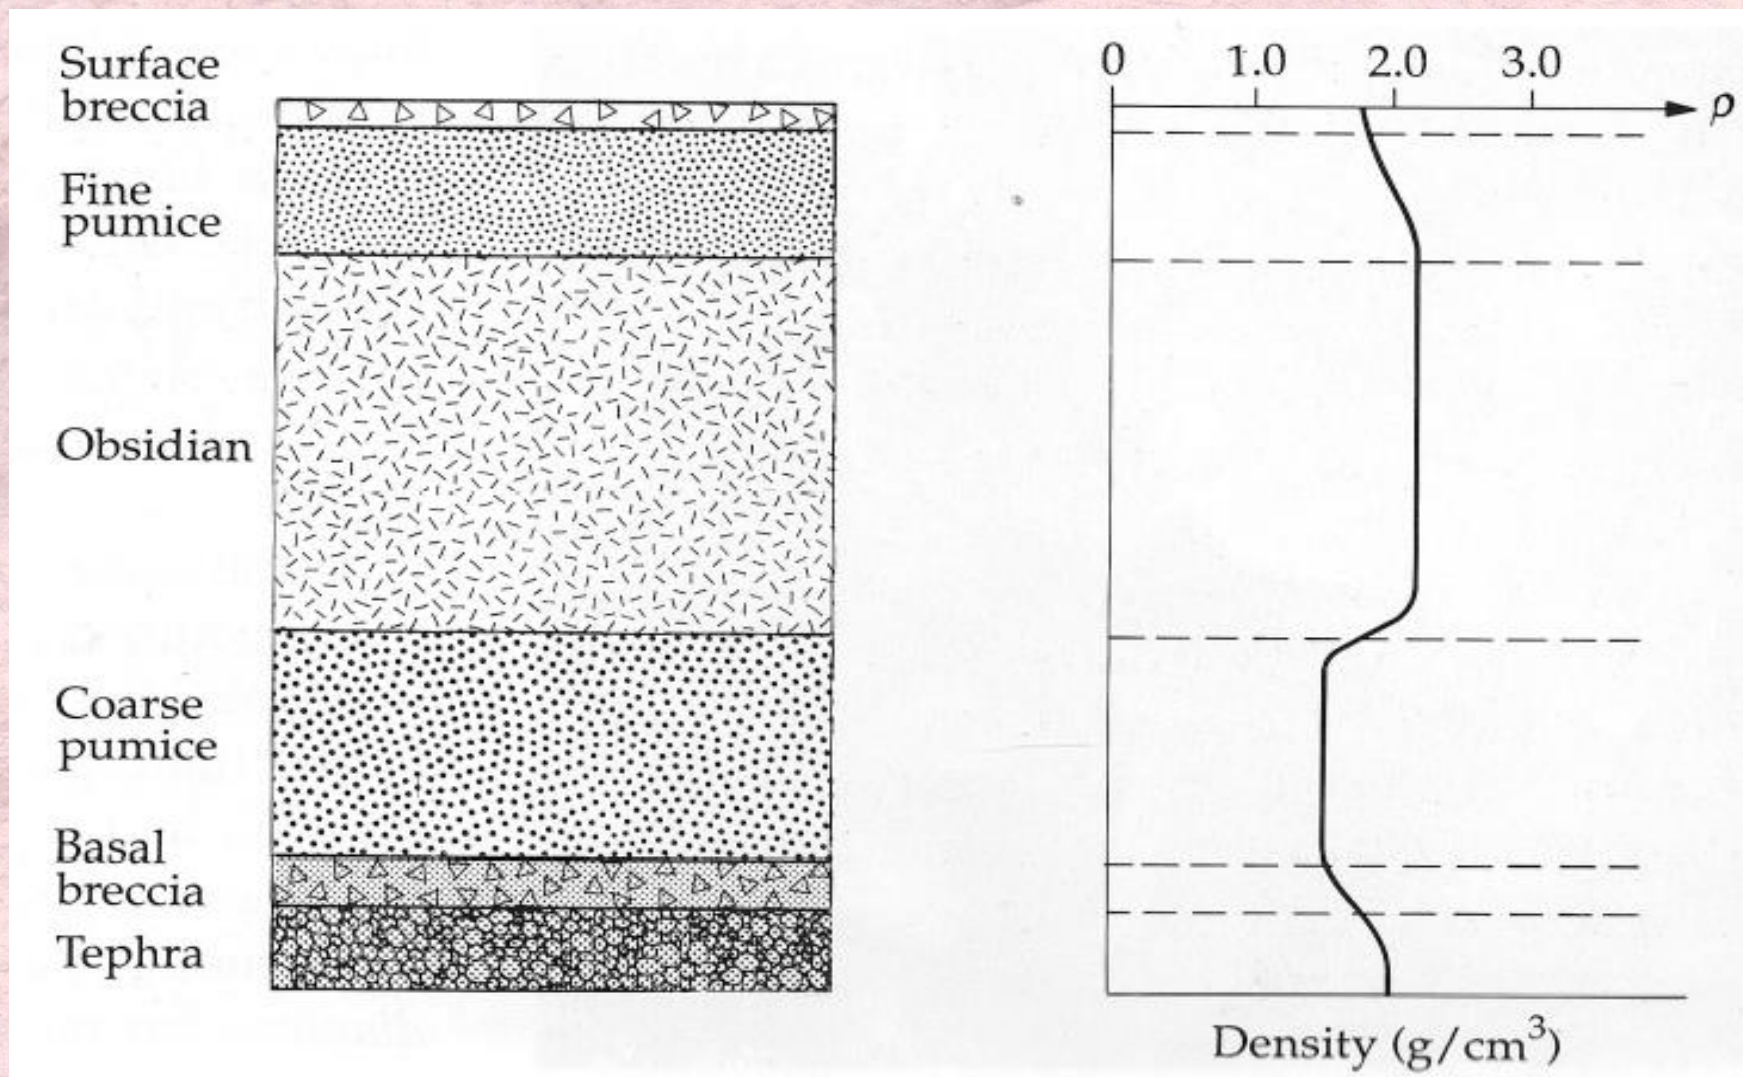 Surface
breccia
Fine
pumice
Obsidian
Coarse
pumice
Basal
breccia
Tephra
0 1.0 2.0 3.0
ρ
Density (g/cm³)